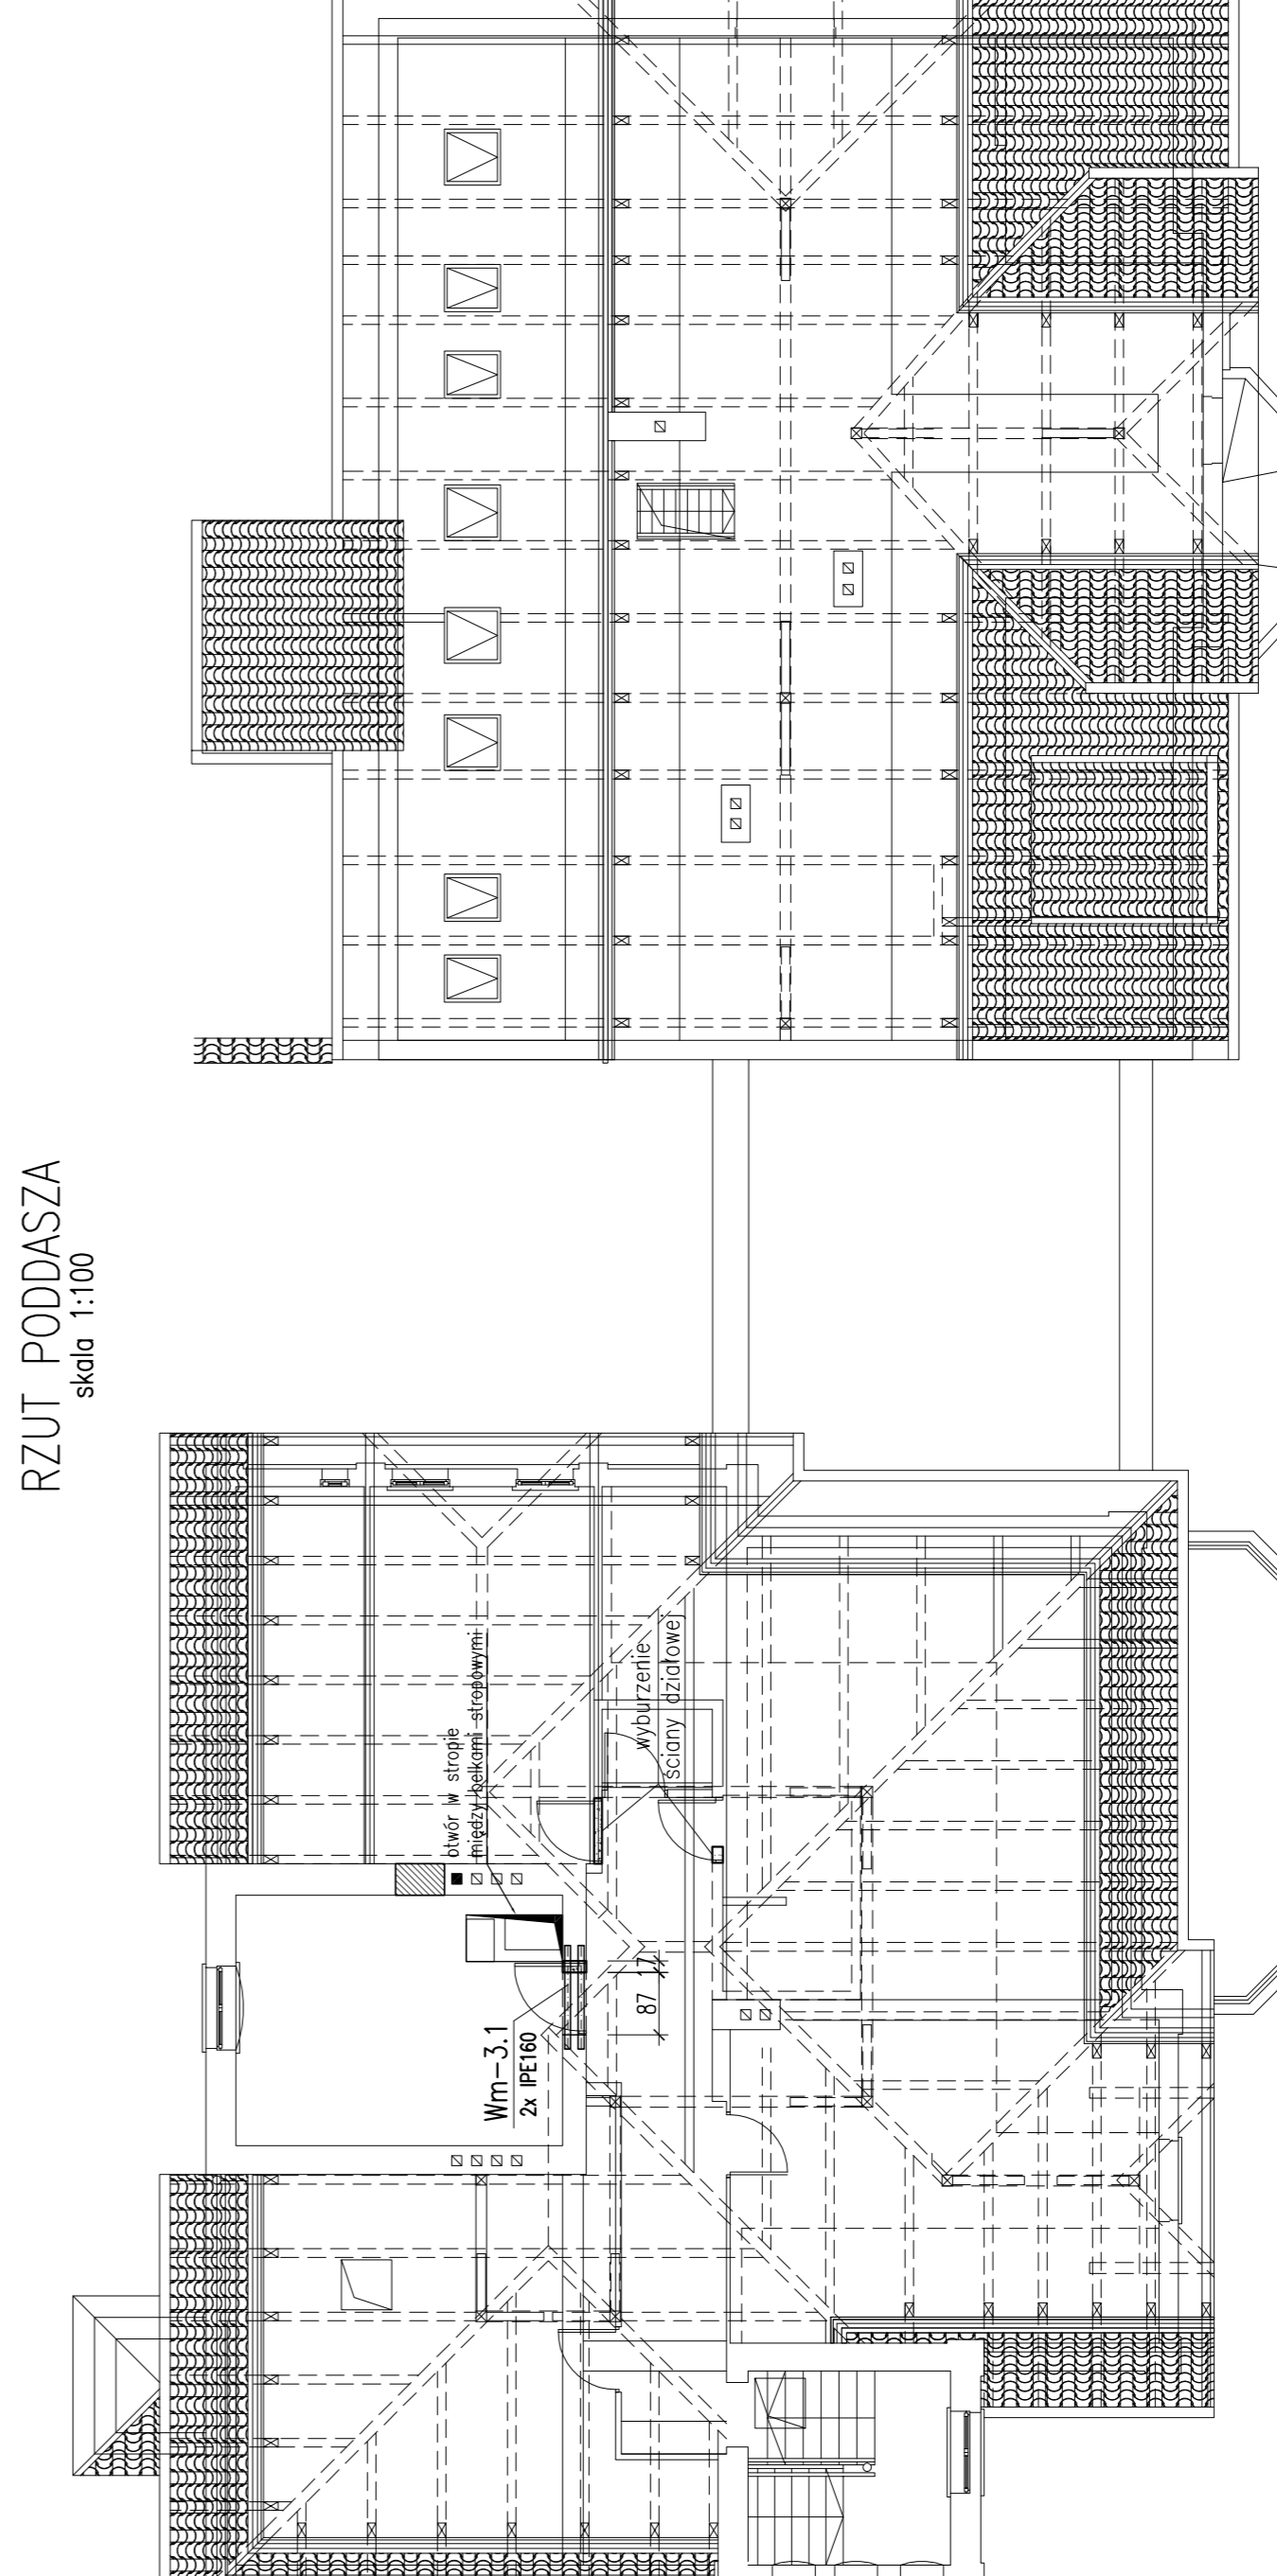 RZUT PODDASZA
skala 1:100
otwór w stropie
między belkami stropowymi
wyburzenie
ściany działowej
Wm-3.1
2x IPE160
87 17